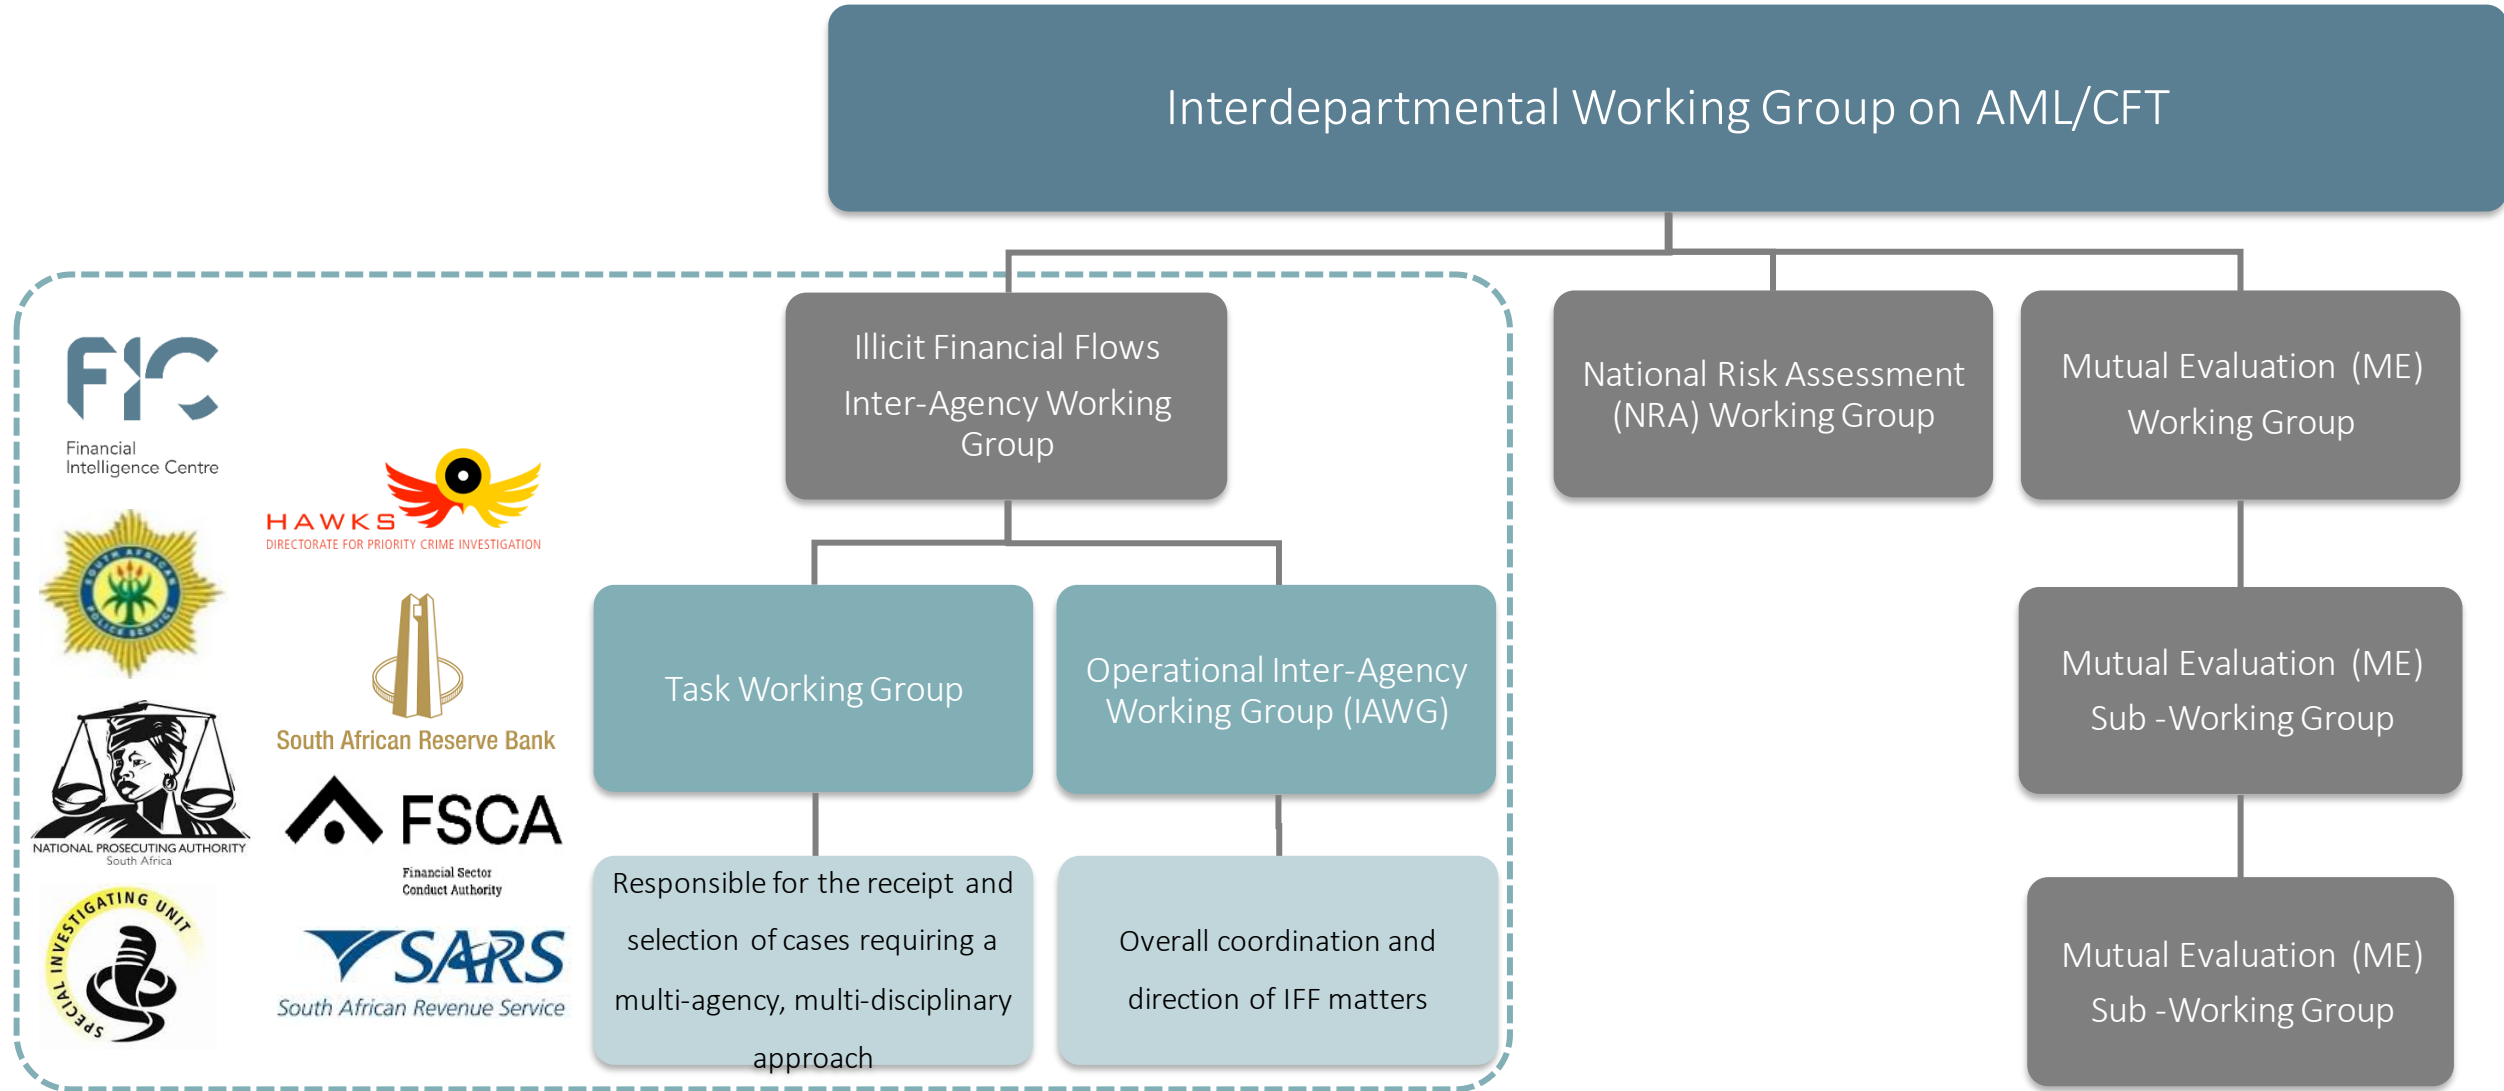 Interdepartmental Working Group on AML/CFT
Illicit Financial Flows
Inter-Agency Working
Group
National Risk Assessment
(NRA) Working Group
Mutual Evaluation (ME)
Working Group
FIC
Financial
Intelligence Centre
HAWKS
DIRECTORATE FOR PRIORITY CRIME INVESTIGATION
SOUTH AFRICAN
POLICE SERVICE
South African Reserve Bank
NATIONAL PROSECUTING AUTHORITY
South Africa
FSCA
Financial Sector
Conduct Authority
SPECIAL INVESTIGATING UNIT
SARS
South African Revenue Service
Task Working Group
Operational Inter-Agency
Working Group (IAWG)
Mutual Evaluation (ME)
Sub -Working Group
Responsible for the receipt and
selection of cases requiring a
multi-agency, multi-disciplinary
approach
Overall coordination and
direction of IFF matters
Mutual Evaluation (ME)
Sub -Working Group